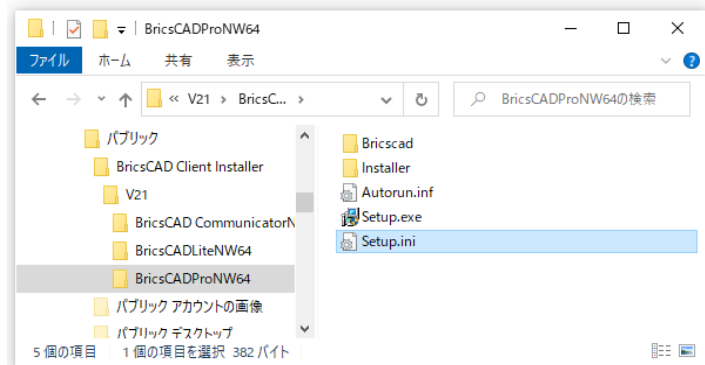 BricsCADProNW64
ファイル ホーム 共有 表示
« V21 › BricsC... › BricsCADProNW64の検索
パブリック
BricsCAD Client Installer
V21
BricsCAD CommunicatorN
BricsCADLiteNW64
BricsCADProNW64
パブリック アカウントの画像
パブリック デスクトップ
Bricscad
Installer
Autorun.inf
Setup.exe
Setup.ini
5 個の項目 1 個の項目を選択 382 バイト